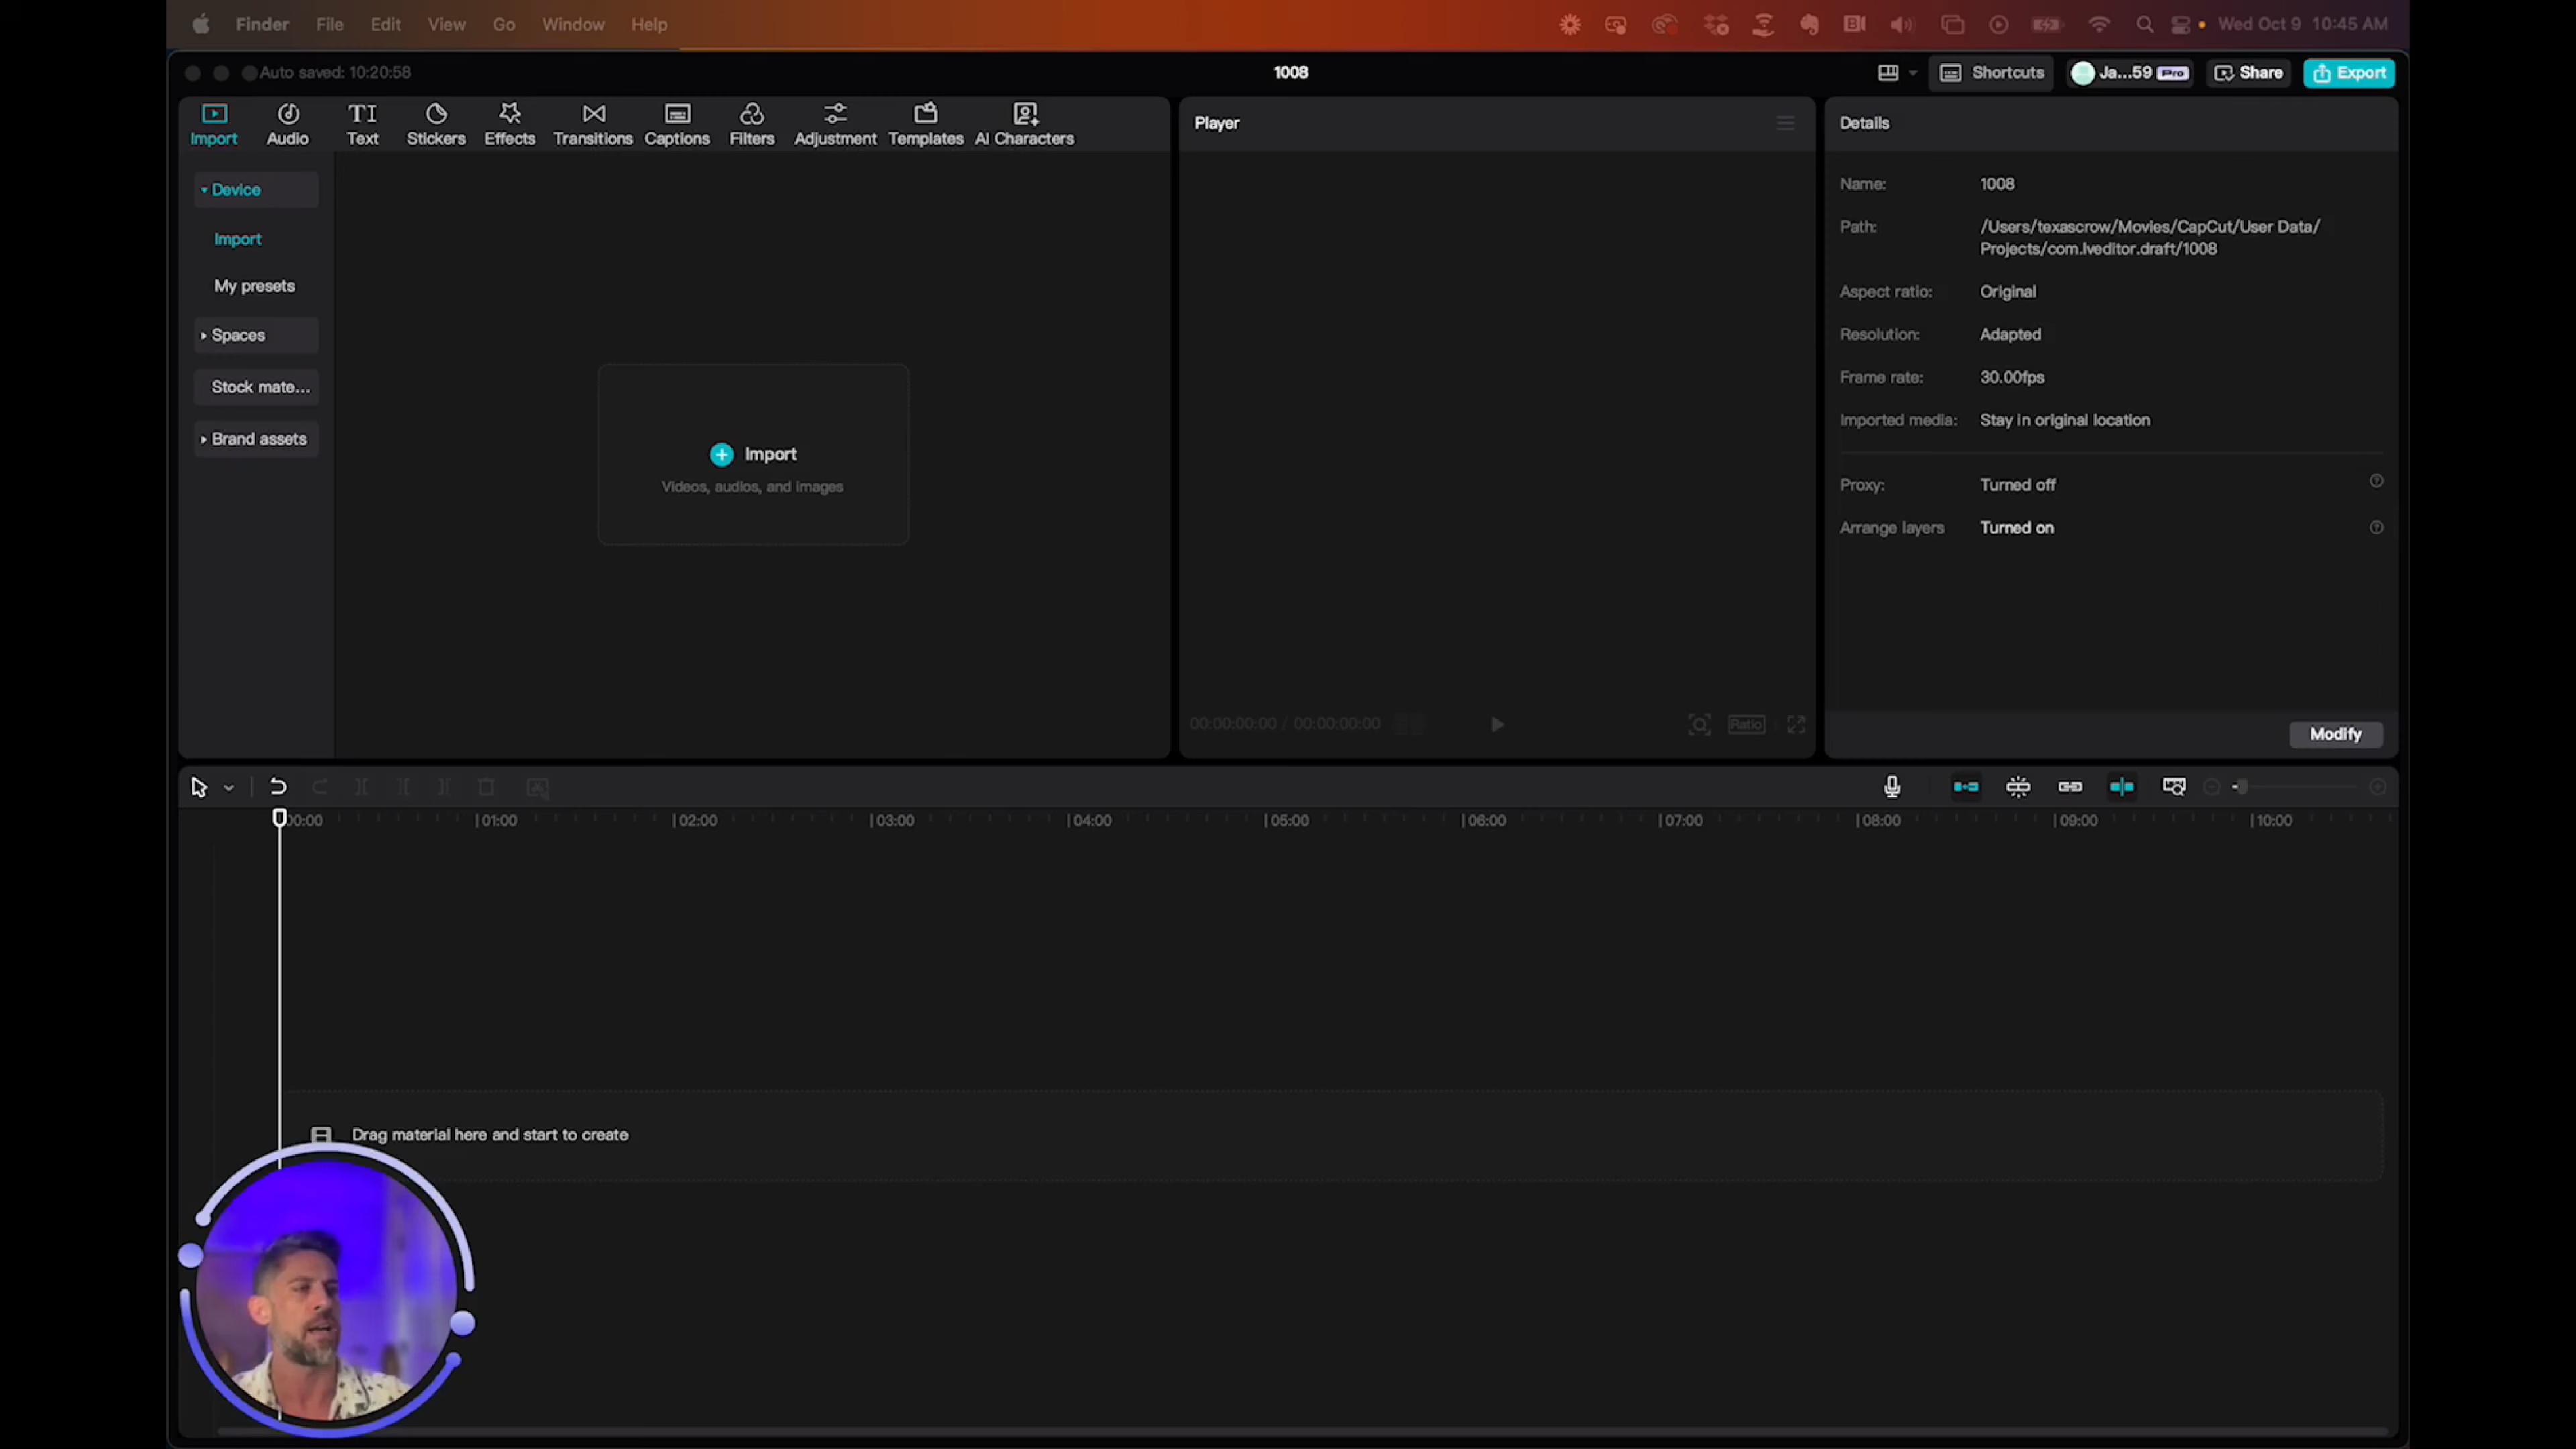 Finder File Edit View Go Window Help
Wed Oct 9 10:45 AM
Auto saved: 10:20:58
1008
Shortcuts
Ja...59 Pro
Share
Export
Import
Audio
Text
Stickers
Effects
Transitions
Captions
Filters
Adjustment
Templates
AI Characters
Device
Import
My presets
Spaces
Stock mate...
Brand assets
Import
Videos, audios, and images
Player
00:00:00:00 / 00:00:00:00
Ratio
Details
Name: 1008
Path: /Users/texascrow/Movies/CapCut/User Data/
Projects/com.lveditor.draft/1008
Aspect ratio: Original
Resolution: Adapted
Frame rate: 30.00fps
Imported media: Stay in original location
Proxy: Turned off
Arrange layers Turned on
Modify
00:00 01:00 02:00 03:00 04:00 05:00 06:00 07:00 08:00 09:00 10:00
Drag material here and start to create